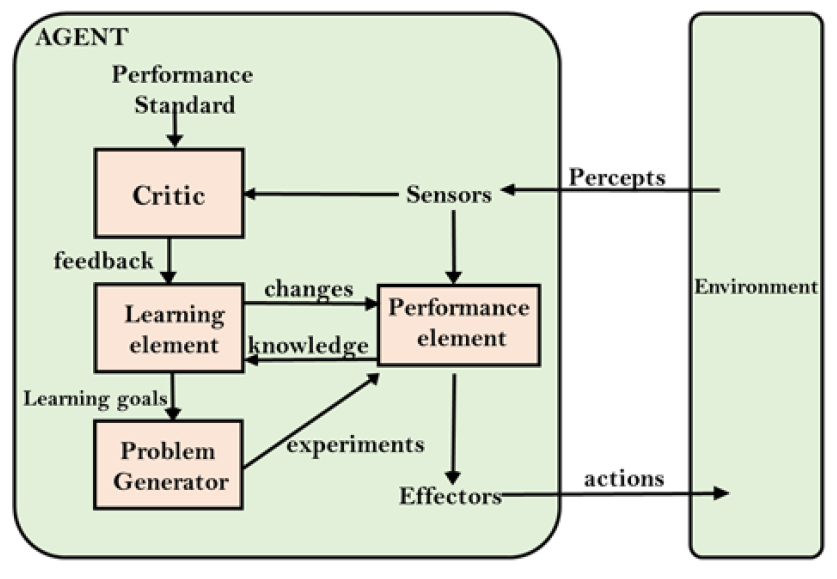 AGENT
Performance
Standard
Critic
Sensors
Percepts
feedback
changes
Environment
Learning
element
Performance
element
knowledge
Learning goals
Problem
Generator
experiments
Effectors
actions